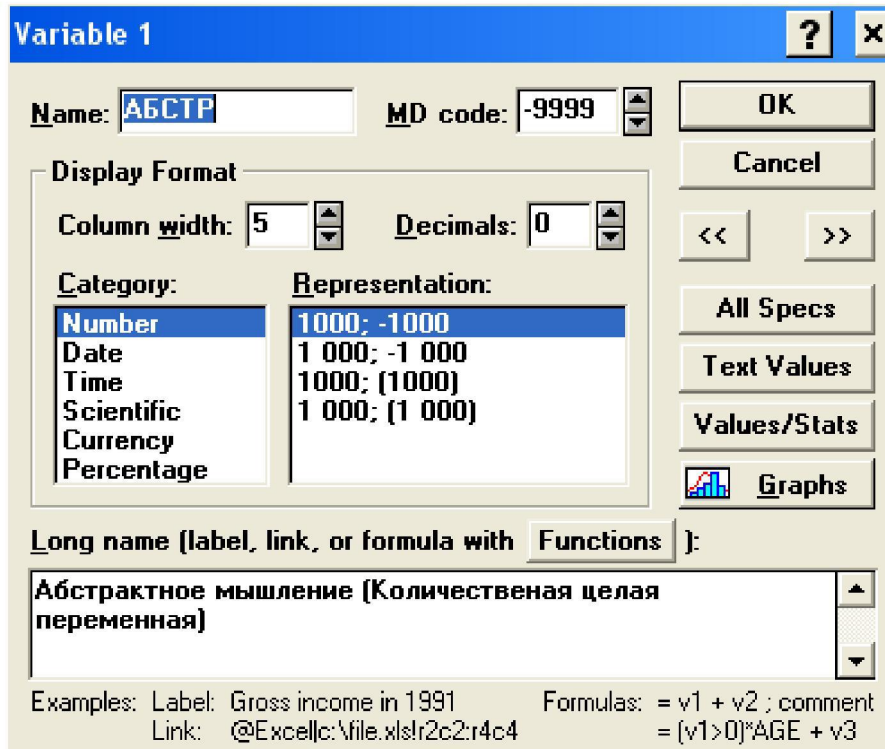 Variable 1
? ×
Name: АБСТР MD code: -9999 OK
Display Format Cancel
Column width: 5 Decimals: 0 << >>
Category: Representation:
Number 1000; -1000 All Specs
Date 1 000; -1 000
Time 1000; (1000) Text Values
Scientific 1 000; (1 000)
Currency Values/Stats
Percentage Graphs
Long name (label, link, or formula with Functions ):
Абстрактное мышление (Количественая целая
переменная)
Examples: Label: Gross income in 1991 Formulas: = v1 + v2 ; comment
Link: @Excel|c:\file.xls!r2c2:r4c4 = (v1>0)*AGE + v3